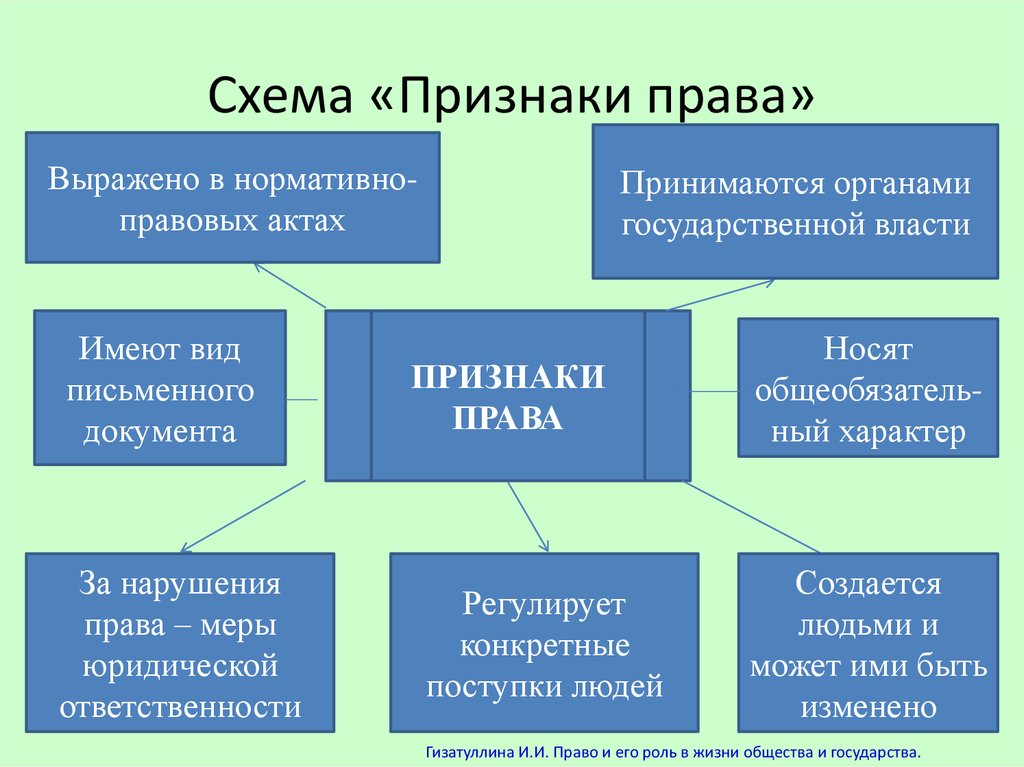 Схема «Признаки права»
Выражено в нормативно-
правовых актах
Принимаются органами
государственной власти
Имеют вид
письменного
документа
ПРИЗНАКИ
ПРАВА
Носят
общеобязатель-
ный характер
За нарушения
права – меры
юридической
ответственности
Регулирует
конкретные
поступки людей
Создается
людьми и
может ими быть
изменено
Гизатуллина И.И. Право и его роль в жизни общества и государства.